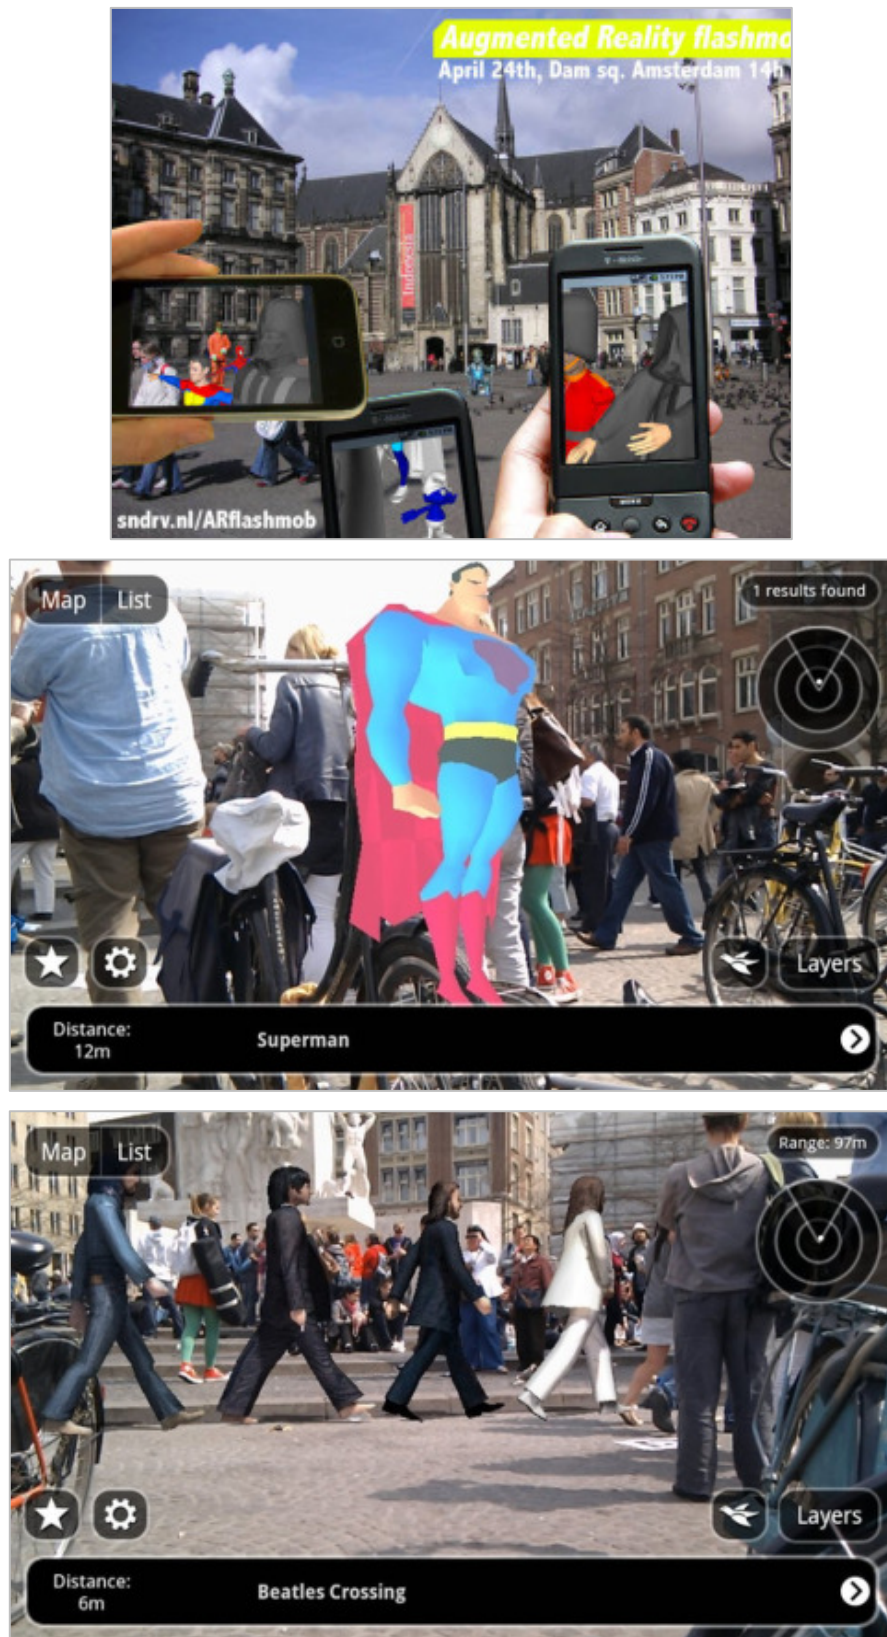 Augmented Reality flashmo
April 24th, Dam sq. Amsterdam 14h
Indonesia
T-Mobile
sndrv.nl/ARflashmob
Map List
1 results found
Layers
Distance:
12m
Superman
Map List
Range: 97m
Layers
Distance:
6m
Beatles Crossing